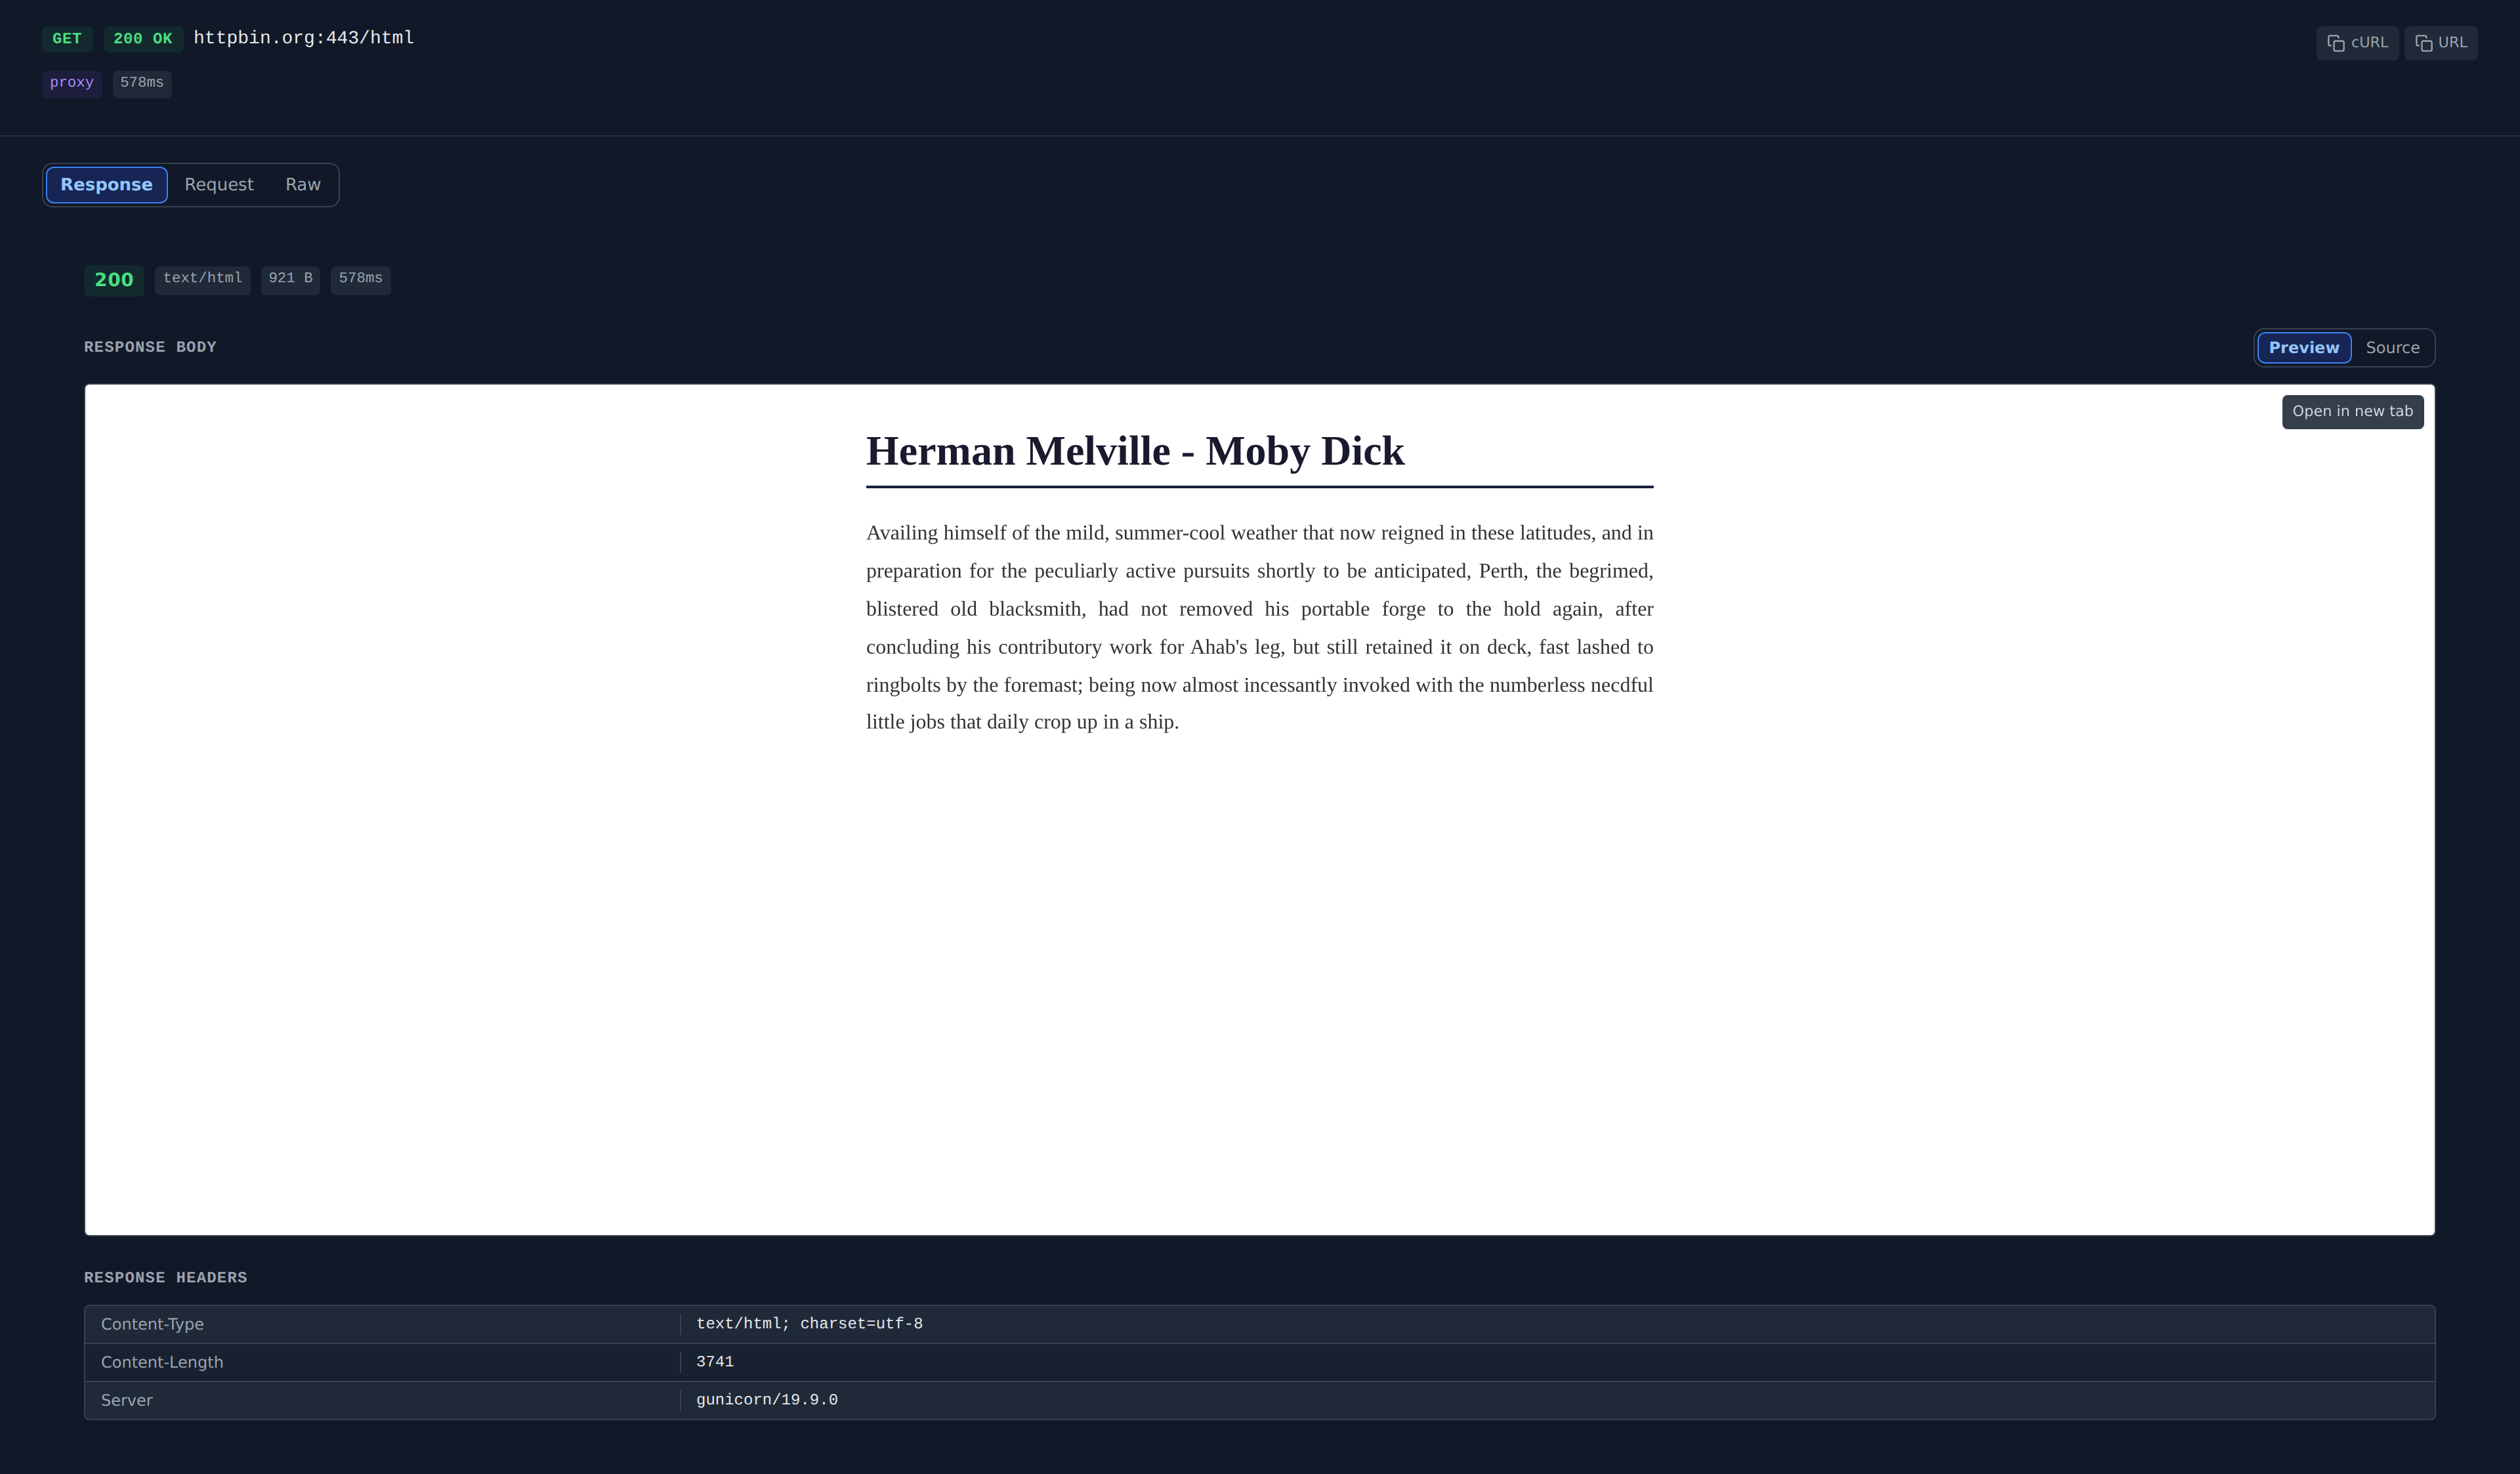 GET 200 OK httpbin.org:443/html
cURL URL
proxy 578ms
Response Request Raw
200 text/html 921 B 578ms
RESPONSE BODY
Preview Source
Open in new tab
Herman Melville - Moby Dick
Availing himself of the mild, summer-cool weather that now reigned in these latitudes, and in
preparation for the peculiarly active pursuits shortly to be anticipated, Perth, the begrimed,
blistered old blacksmith, had not removed his portable forge to the hold again, after
concluding his contributory work for Ahab's leg, but still retained it on deck, fast lashed to
ringbolts by the foremast; being now almost incessantly invoked with the numberless necdful
little jobs that daily crop up in a ship.
RESPONSE HEADERS
Content-Type text/html; charset=utf-8
Content-Length 3741
Server gunicorn/19.9.0